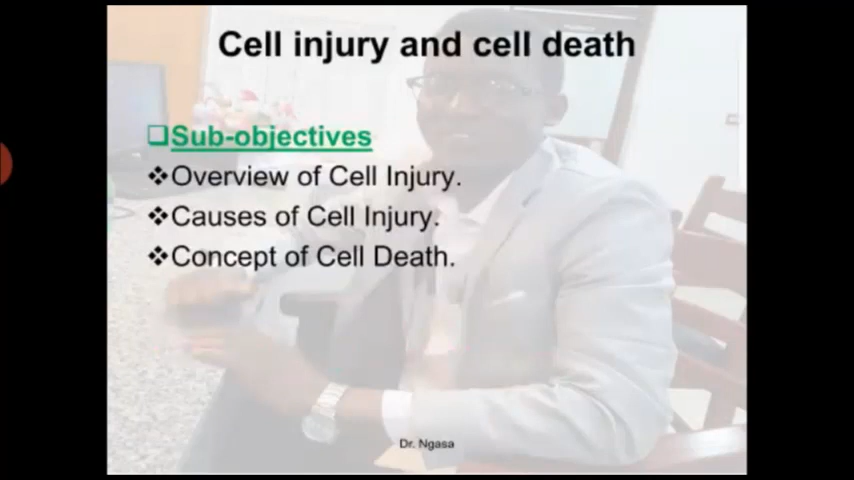 Cell injury and cell death
❑Sub-objectives
❖Overview of Cell Injury.
❖Causes of Cell Injury.
❖Concept of Cell Death.
Dr. Ngasa